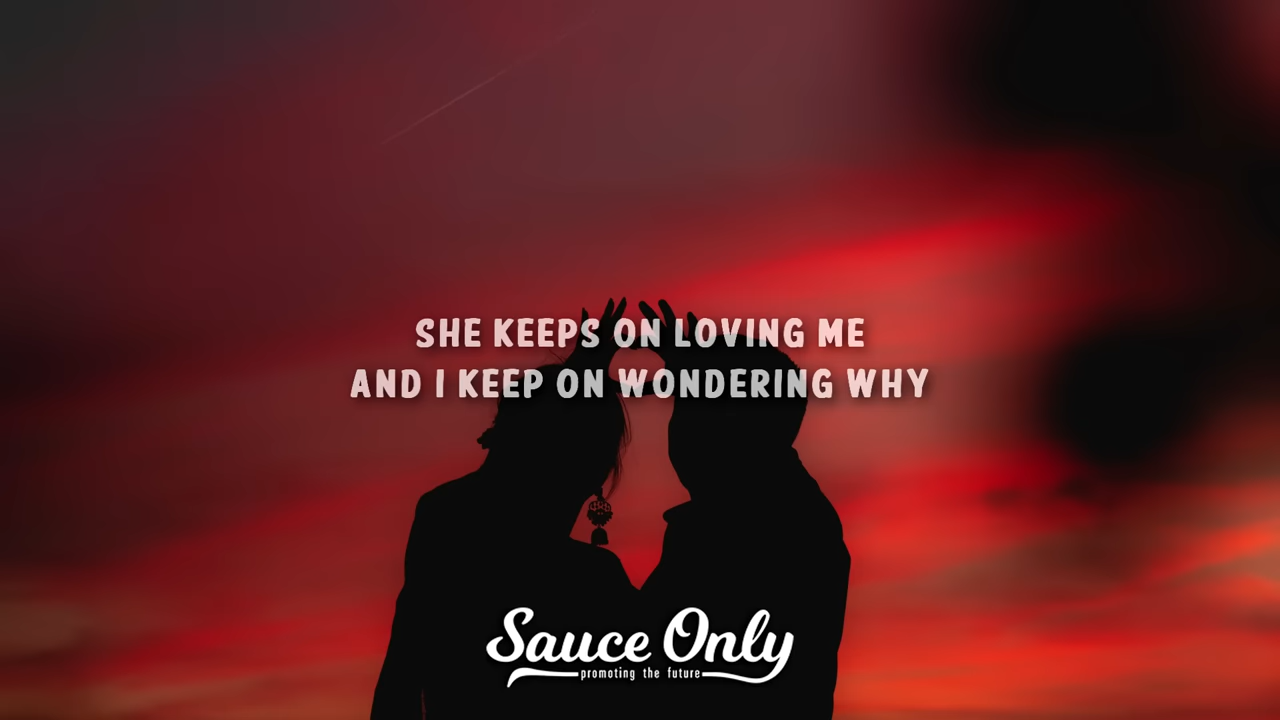 SHE KEEPS ON LOVING ME
AND I KEEP ON WONDERING WHY
Sauce Only
promoting the future